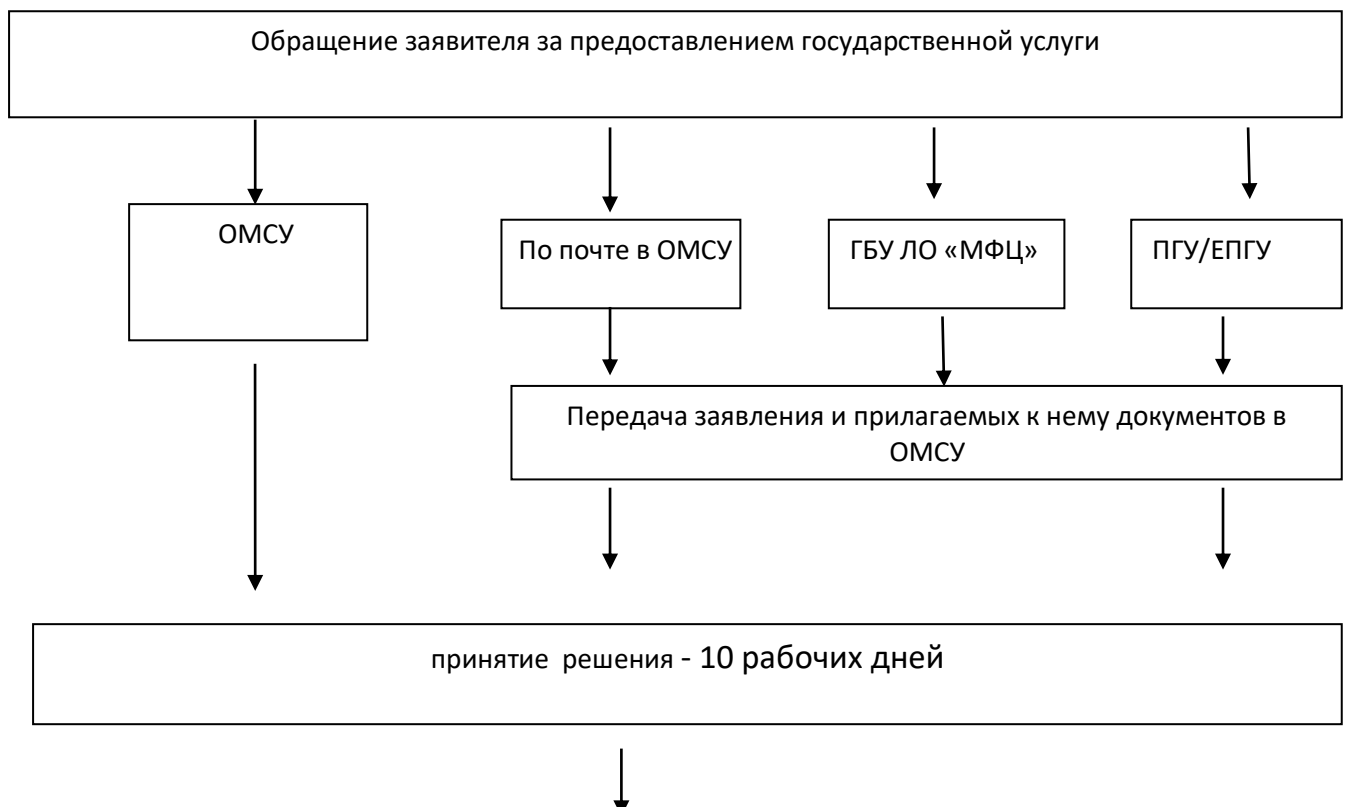 Обращение заявителя за предоставлением государственной услуги
ОМСУ
По почте в ОМСУ
ГБУ ЛО «МФЦ»
ПГУ/ЕПГУ
Передача заявления и прилагаемых к нему документов в
ОМСУ
принятие решения - 10 рабочих дней